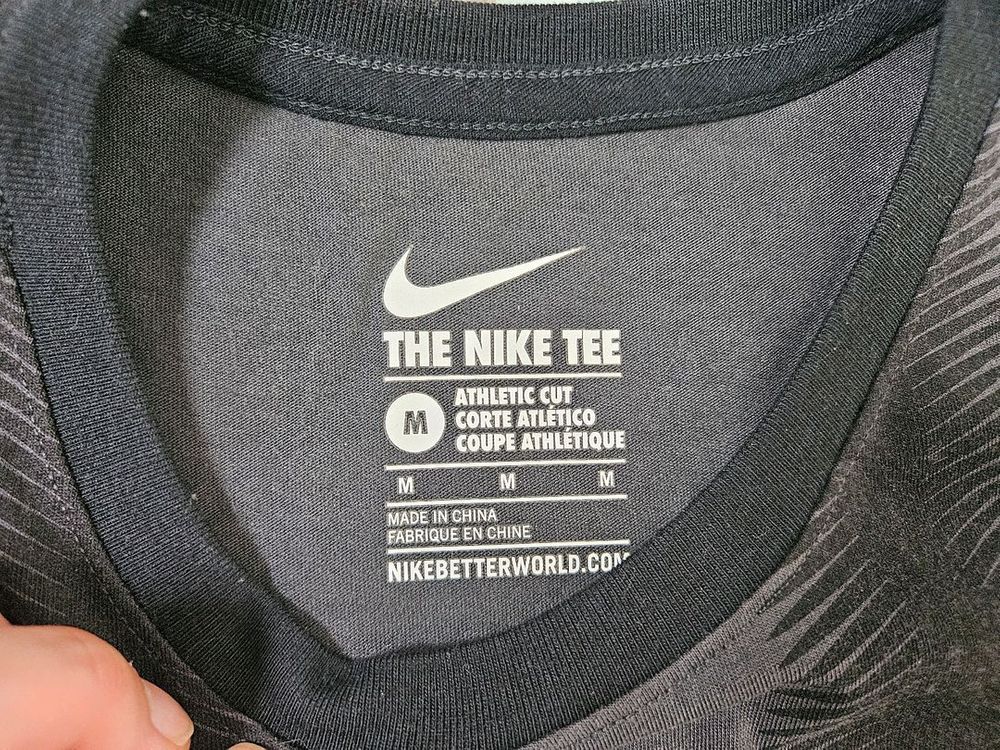 THE NIKE TEE
M
ATHLETIC CUT
CORTE ATLÉTICO
COUPE ATHLÉTIQUE
M M M
MADE IN CHINA
FABRIQUE EN CHINE
NIKEBETTERWORLD.COM